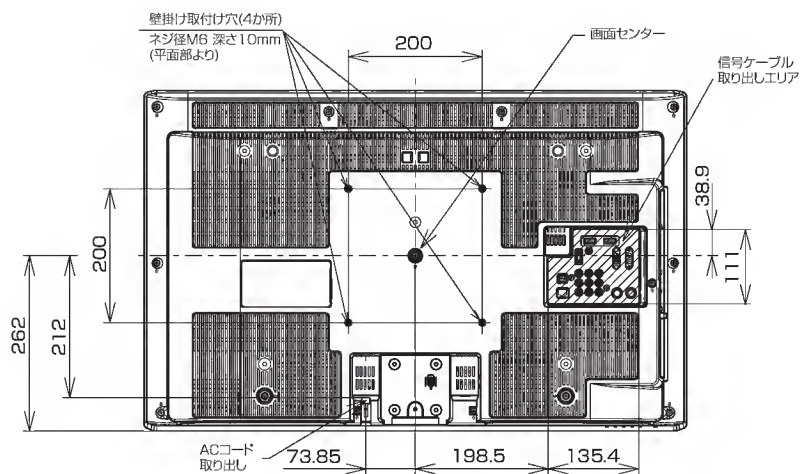 壁掛け取付け穴(4か所)
ネジ径M6 深さ10mm
(平面部より)
200
画面センター
信号ケーブル
取り出しエリア
38.9
111
200
262
212
ACコード
取り出し
73.85
198.5
135.4